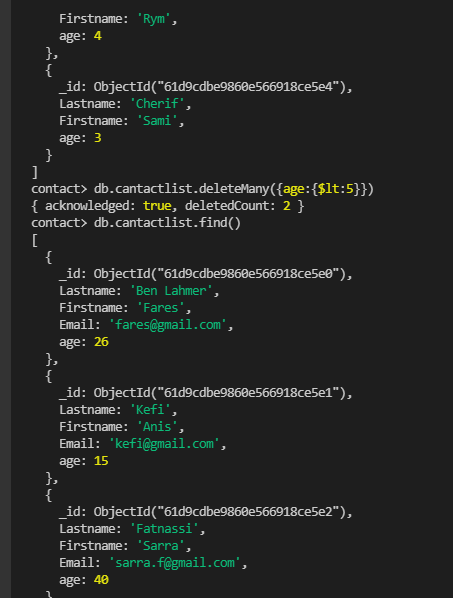 Firstname: 'Rym',
age: 4
},
{
_id: ObjectId("61d9cdbe9860e566918ce5e4"),
Lastname: 'Cherif',
Firstname: 'Sami',
age: 3
}
]
contact> db.cantactlist.deleteMany({age:{$lt:5}})
{ acknowledged: true, deletedCount: 2 }
contact> db.cantactlist.find()
[
{
_id: ObjectId("61d9cdbe9860e566918ce5e0"),
Lastname: 'Ben Lahmer',
Firstname: 'Fares',
Email: 'fares@gmail.com',
age: 26
},
{
_id: ObjectId("61d9cdbe9860e566918ce5e1"),
Lastname: 'Kefi',
Firstname: 'Anis',
Email: 'kefi@gmail.com',
age: 15
},
{
_id: ObjectId("61d9cdbe9860e566918ce5e2"),
Lastname: 'Fatnassi',
Firstname: 'Sarra',
Email: 'sarra.f@gmail.com',
age: 40
}